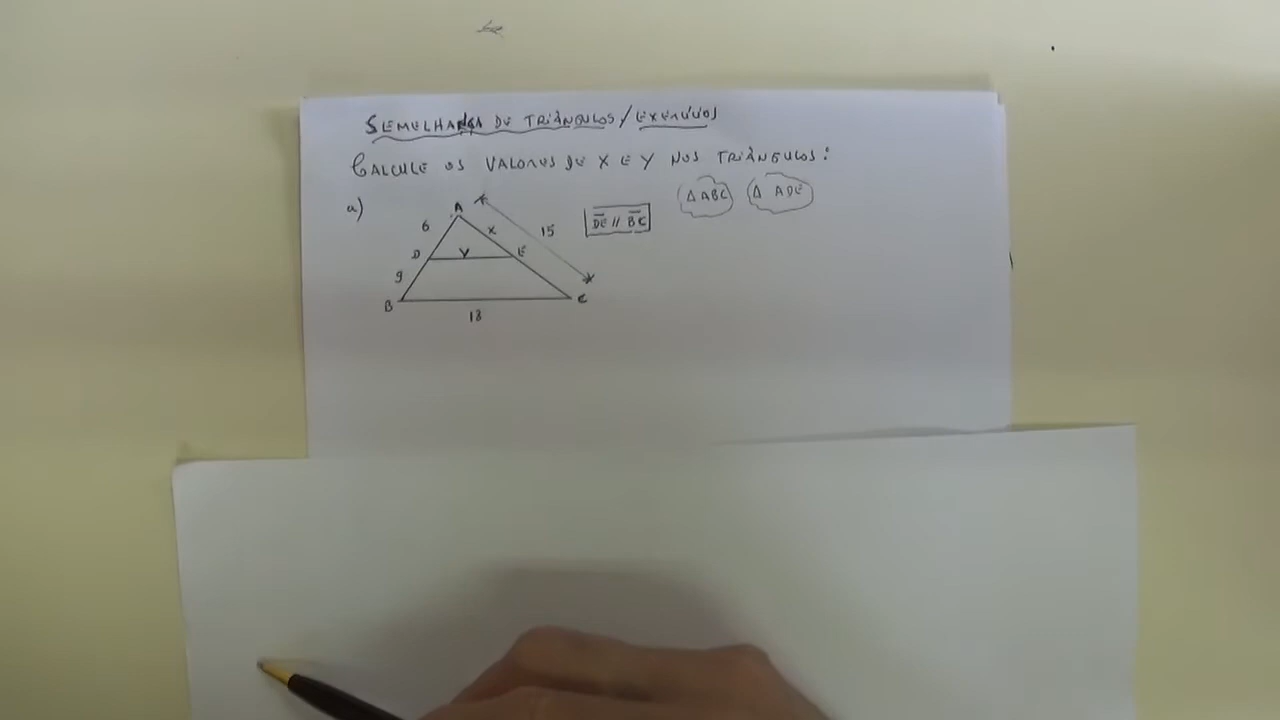 SEMELHANÇA DE TRIÂNGULOS / EXERCÍCIOS
CALCULE OS VALORES DE X E Y NOS TRIÂNGULOS:
a)
Δ ABC Δ ADE
A
6 X 15 DE // BC
D Y E
9
B C
18